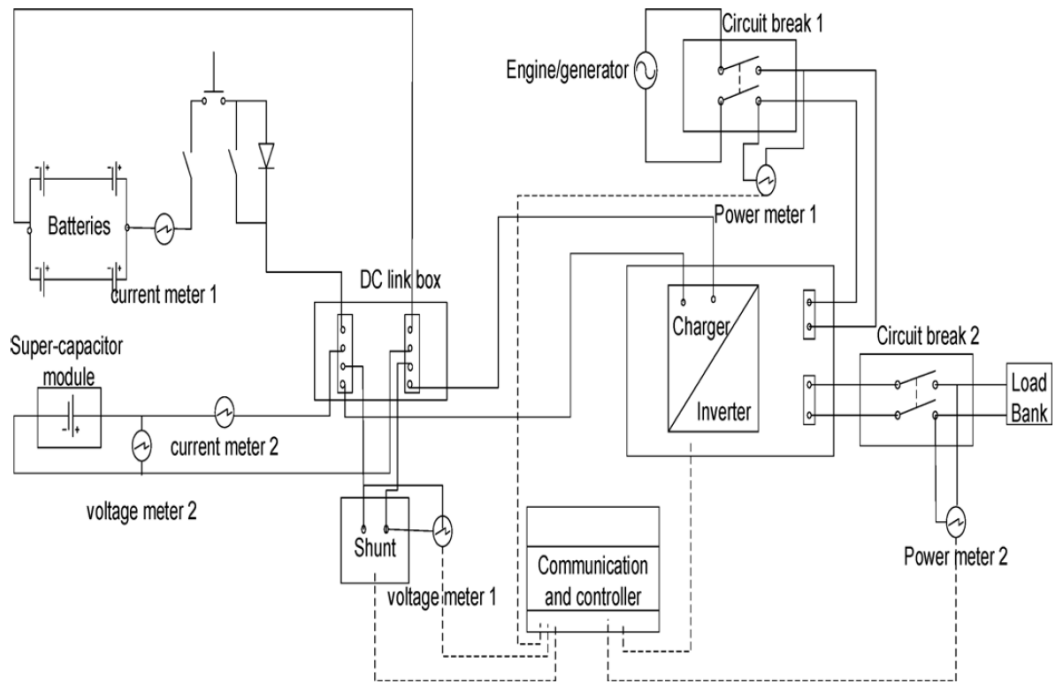 Circuit break 1
Engine/generator
Power meter 1
Batteries
current meter 1
DC link box
Charger
Inverter
Circuit break 2
Load
Bank
Super-capacitor
module
current meter 2
voltage meter 2
Shunt
voltage meter 1
Communication
and controller
Power meter 2